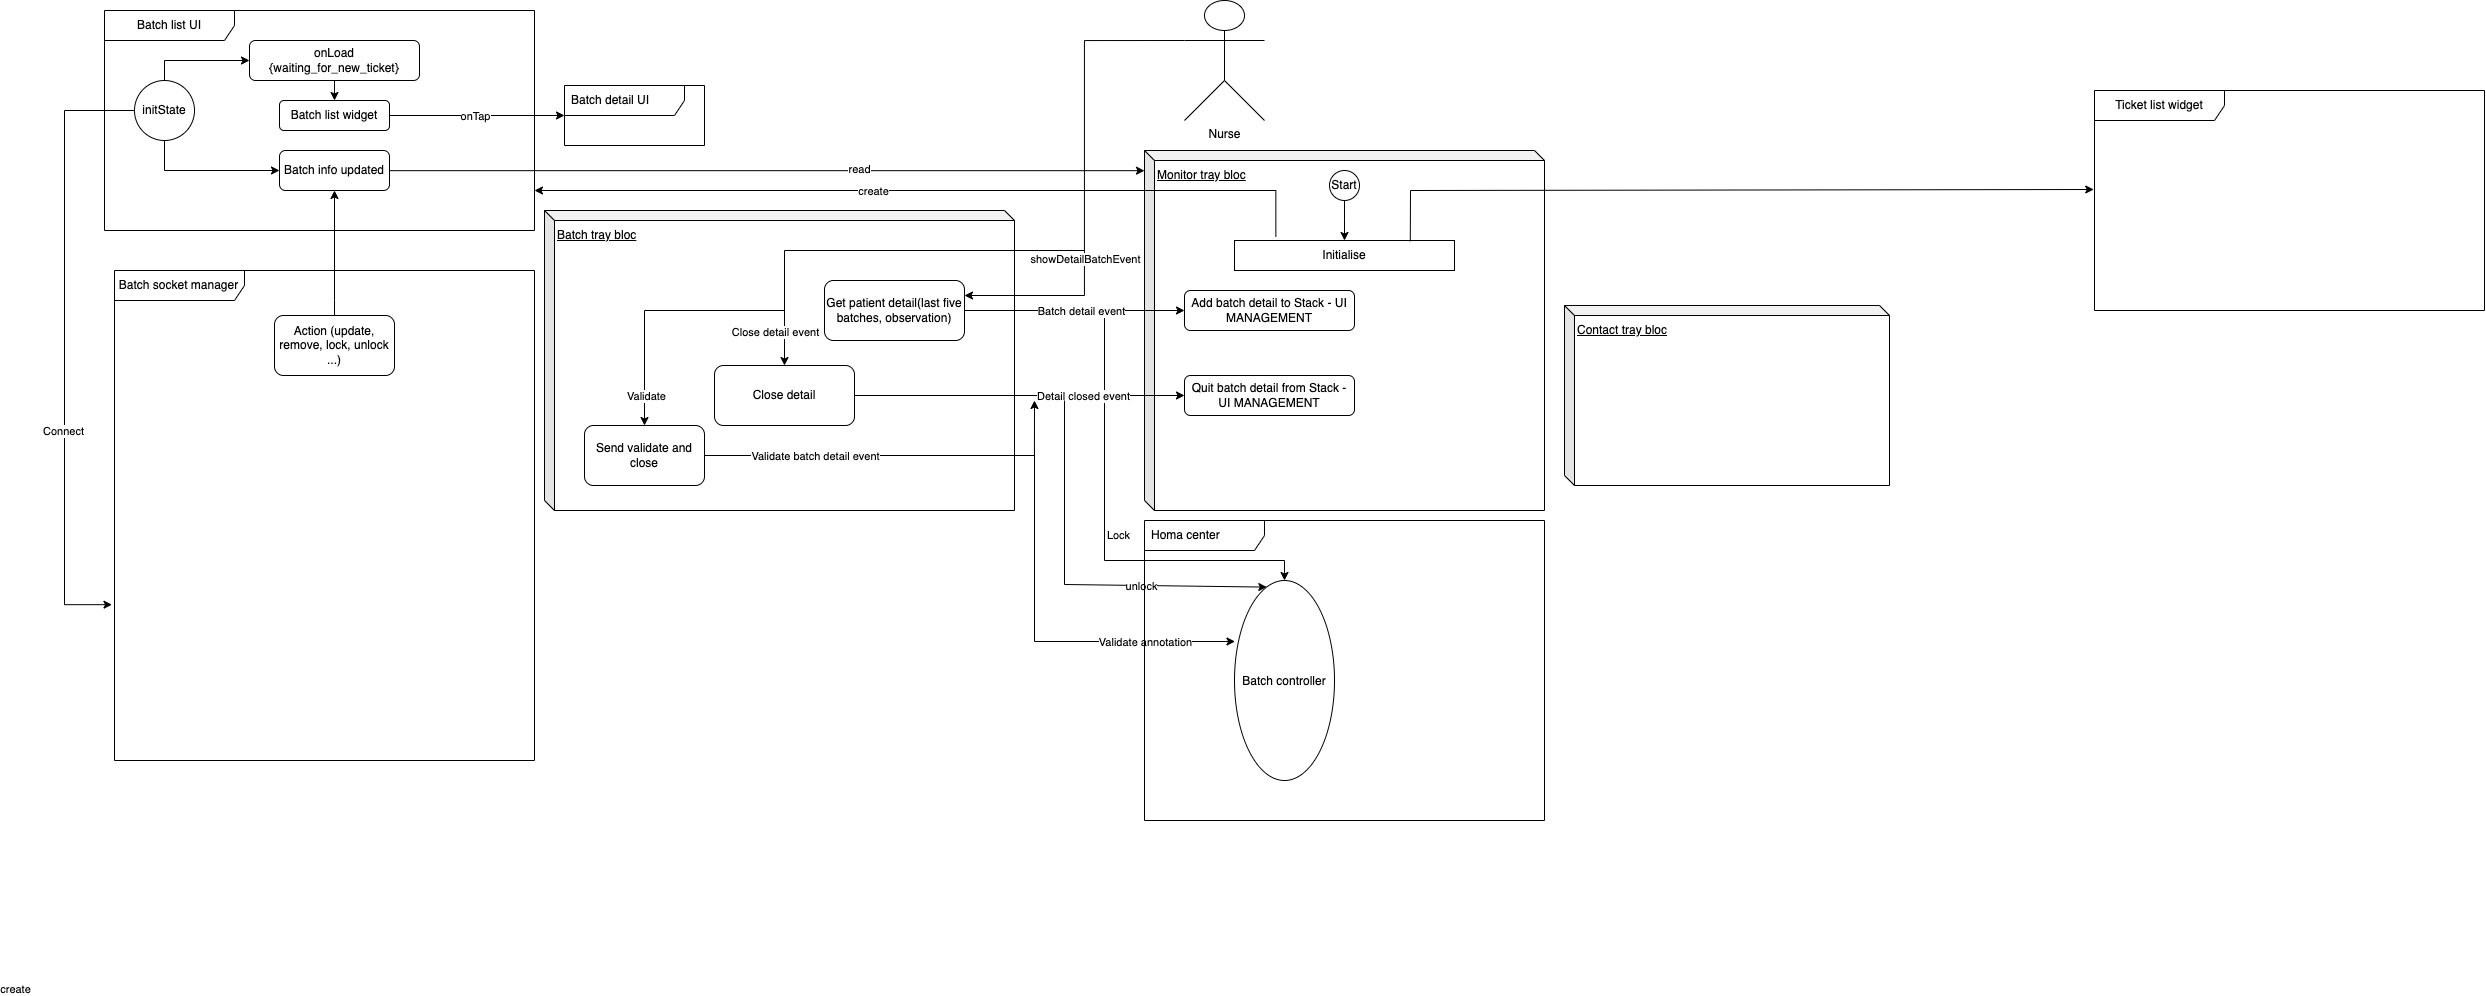 Batch list UI
onLoad
{waiting_for_new_ticket}
initState
Batch list widget
onTap
Batch detail UI
Batch info updated
read
create
Nurse
Ticket list widget
Monitor tray bloc
Start
Initialise
Batch tray bloc
showDetailBatchEvent
Batch socket manager
Action (update,
remove, lock, unlock
...)
Get patient detail(last five
batches, observation)
Batch detail event
Add batch detail to Stack - UI
MANAGEMENT
Contact tray bloc
Close detail event
Close detail
Detail closed event
Quit batch detail from Stack -
UI MANAGEMENT
Validate
Connect
Send validate and
close
Validate batch detail event
Lock
Homa center
unlock
Validate annotation
Batch controller
create